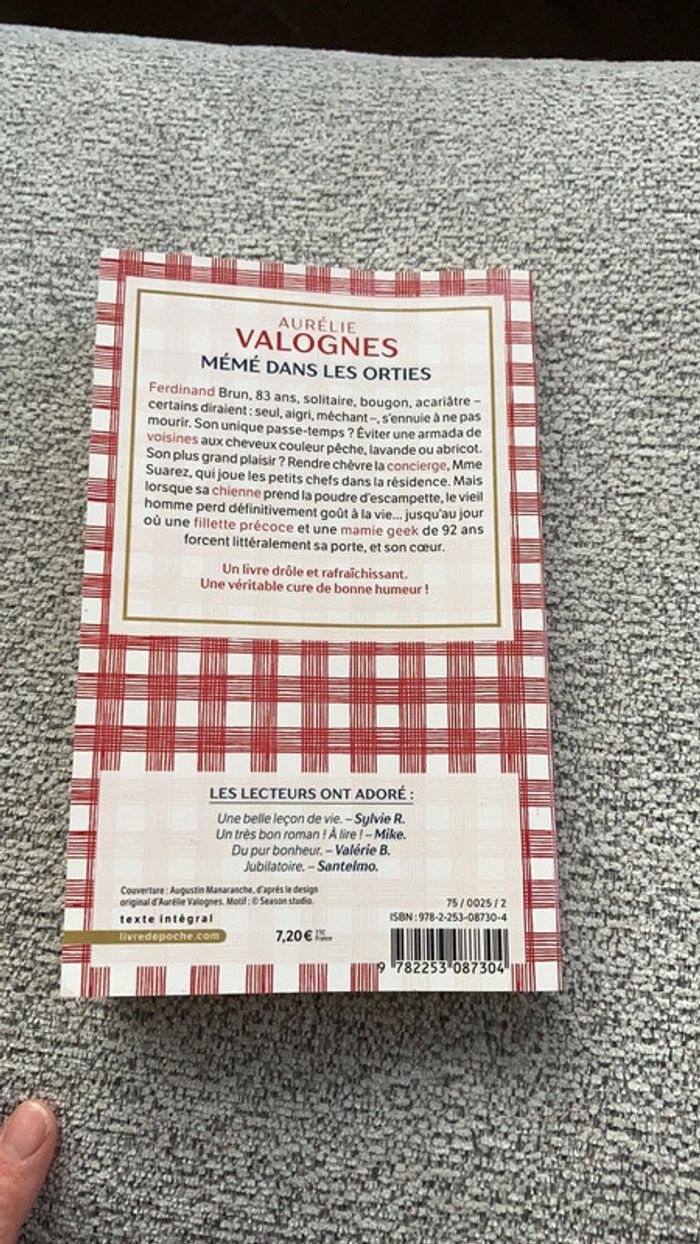 AURÉLIE
VALOGNES
MÉMÉ DANS LES ORTIES
Ferdinand Brun, 83 ans, solitaire, bougon, acariâtre –
certains diraient : seul, aigri, méchant –, s'ennuie à ne pas
mourir. Son unique passe-temps ? Éviter une armada de
voisines aux cheveux couleur pêche, lavande ou abricot.
Son plus grand plaisir ? Rendre chèvre la concierge, Mme
Suarez, qui joue les petits chefs dans la résidence. Mais
lorsque sa chienne prend la poudre d'escampette, le vieil
homme perd définitivement goût à la vie... jusqu'au jour
où une fillette précoce et une mamie geek de 92 ans
forcent littéralement sa porte, et son cœur.
Un livre drôle et rafraîchissant.
Une véritable cure de bonne humeur !
LES LECTEURS ONT ADORÉ :
Une belle leçon de vie. – Sylvie R.
Un très bon roman ! À lire ! – Mike.
Du pur bonheur. – Valérie B.
Jubilatoire. – Santelmo.
Couverture : Augustin Manaranche, d'après le design
original d'Aurélie Valognes. Motif : © Season studio.
texte intégral
livredepoche.com
7,20 € TTC France
75 / 0025 / 2
ISBN : 978-2-253-08730-4
9 782253 087304